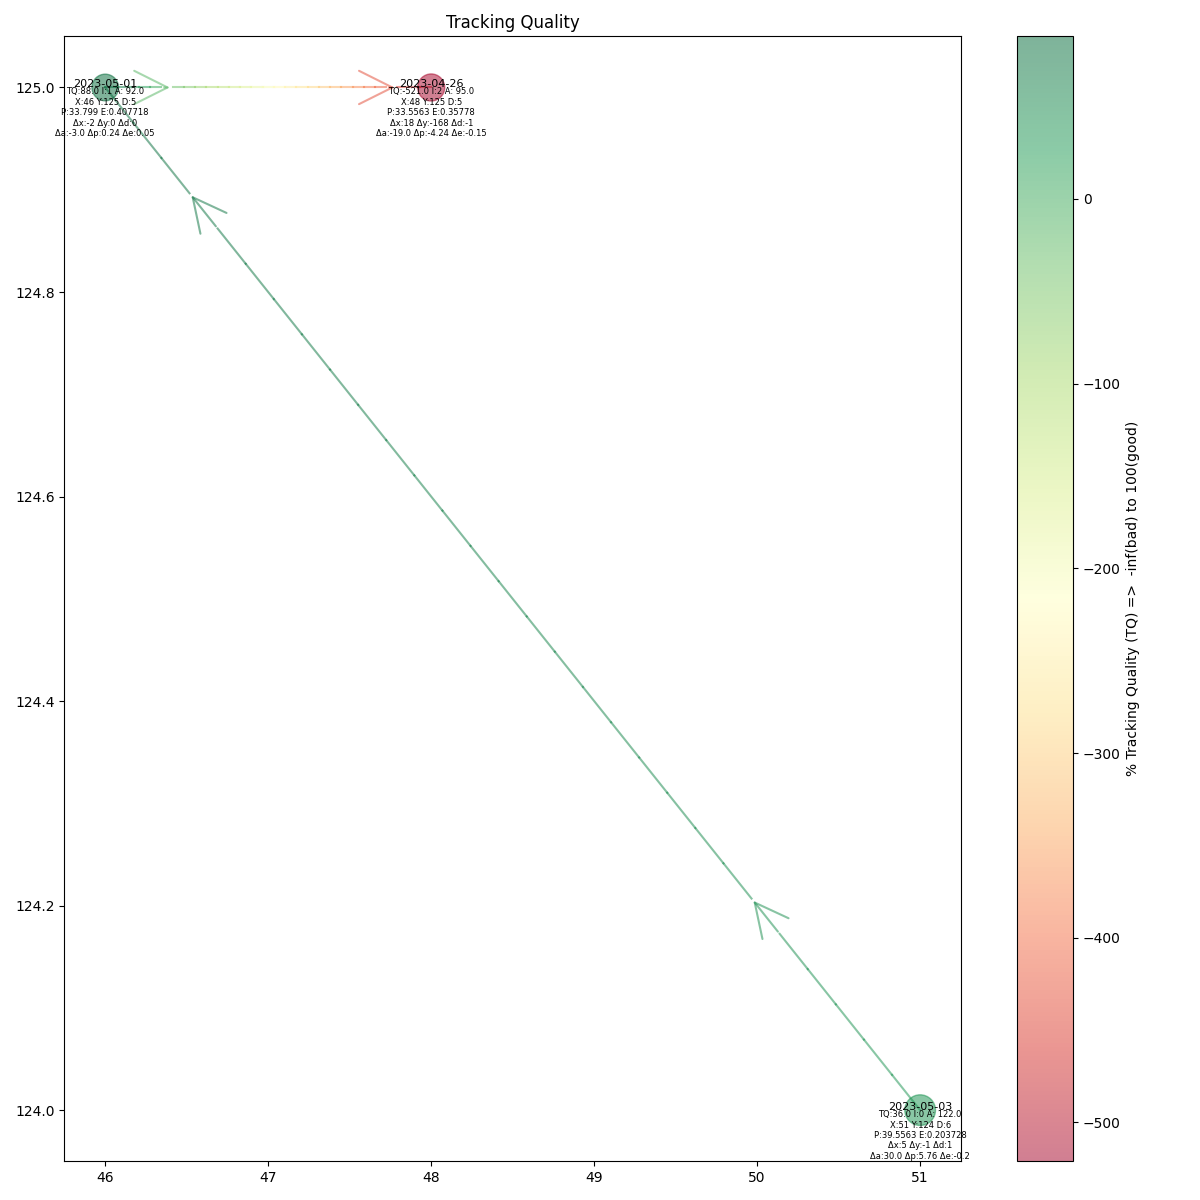 Tracking Quality
125.0
124.8
124.6
124.4
124.2
124.0
2023-05-01
TQ:88.0 I:1 A: 92.0
X:46 Y:125 D:5
P:33.799 E:0.407718
Δx:-2 Δy:0 Δd:0
Δa:-3.0 Δp:0.24 Δe:0.05
2023-04-26
TQ:-521.0 I:2 A: 95.0
X:48 Y:125 D:5
P:33.5563 E:0.35778
Δx:18 Δy:-168 Δd:-1
Δa:-19.0 Δp:-4.24 Δe:-0.15
2023-05-03
TQ:36.0 I:0 A: 122.0
X:51 Y:124 D:6
P:39.5563 E:0.203728
Δx:5 Δy:-1 Δd:1
Δa:30.0 Δp:5.76 Δe:-0.2
46
47
48
49
50
51
0
−100
−200
−300
−400
−500
% Tracking Quality (TQ) => -inf(bad) to 100(good)